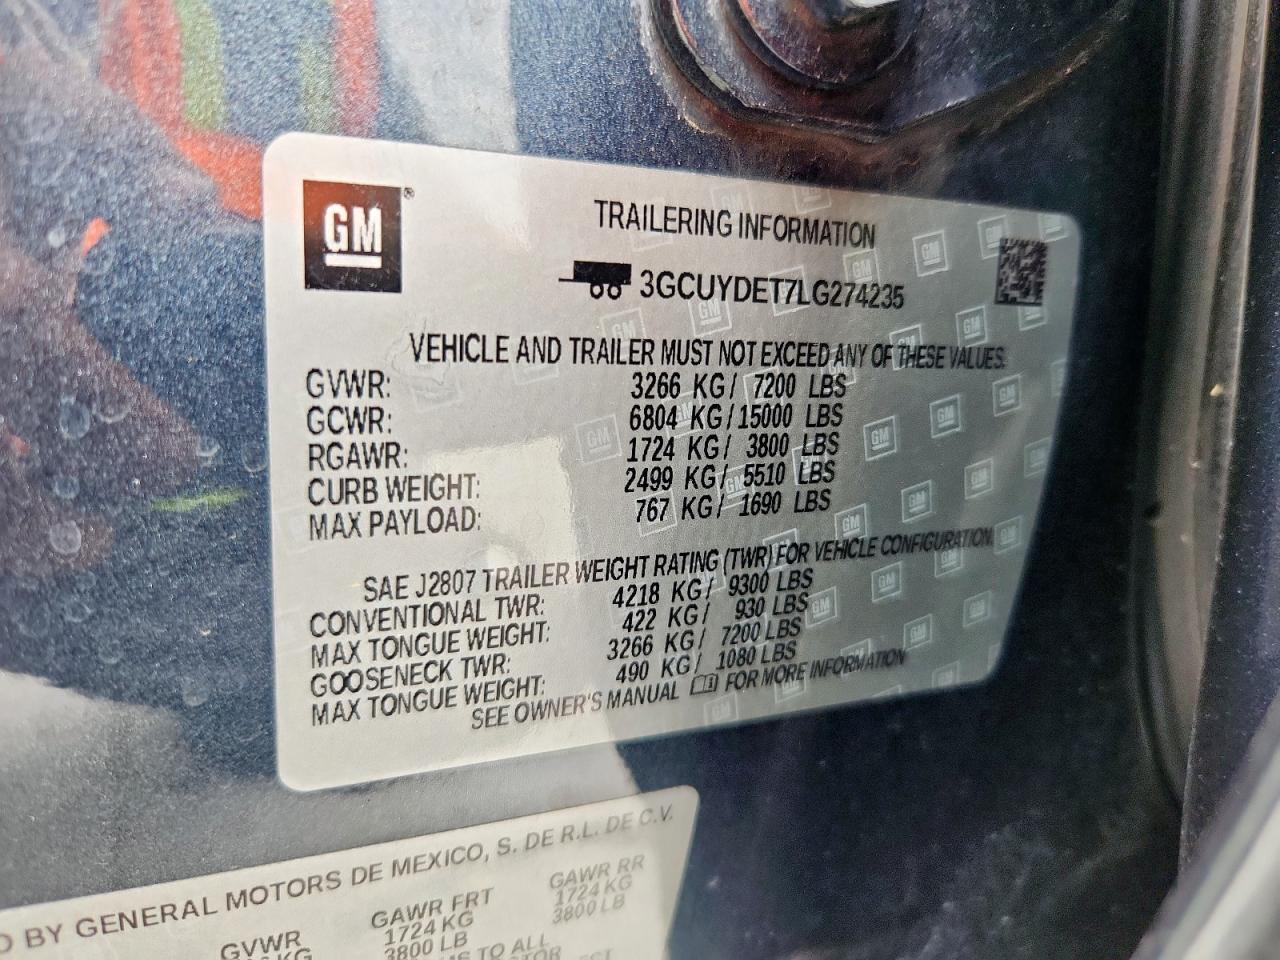 GM®
TRAILERING INFORMATION
3GCUYDET7LG274235
VEHICLE AND TRAILER MUST NOT EXCEED ANY OF THESE VALUES.
GVWR: 3266 KG/ 7200 LBS
GCWR: 6804 KG/15000 LBS
RGAWR: 1724 KG/ 3800 LBS
CURB WEIGHT: 2499 KG/ 5510 LBS
MAX PAYLOAD: 767 KG/ 1690 LBS
SAE J2807 TRAILER WEIGHT RATING (TWR) FOR VEHICLE CONFIGURATION
CONVENTIONAL TWR: 4218 KG/ 9300 LBS
MAX TONGUE WEIGHT: 422 KG/ 930 LBS
GOOSENECK TWR: 3266 KG/ 7200 LBS
MAX TONGUE WEIGHT: 490 KG/ 1080 LBS
SEE OWNER'S MANUAL FOR MORE INFORMATION
BY GENERAL MOTORS DE MEXICO, S. DE R.L. DE C.V.
GVWR GAWR FRT GAWR RR
KG 1724 KG 1724 KG
3800 LB 3800 LB
TO ALL